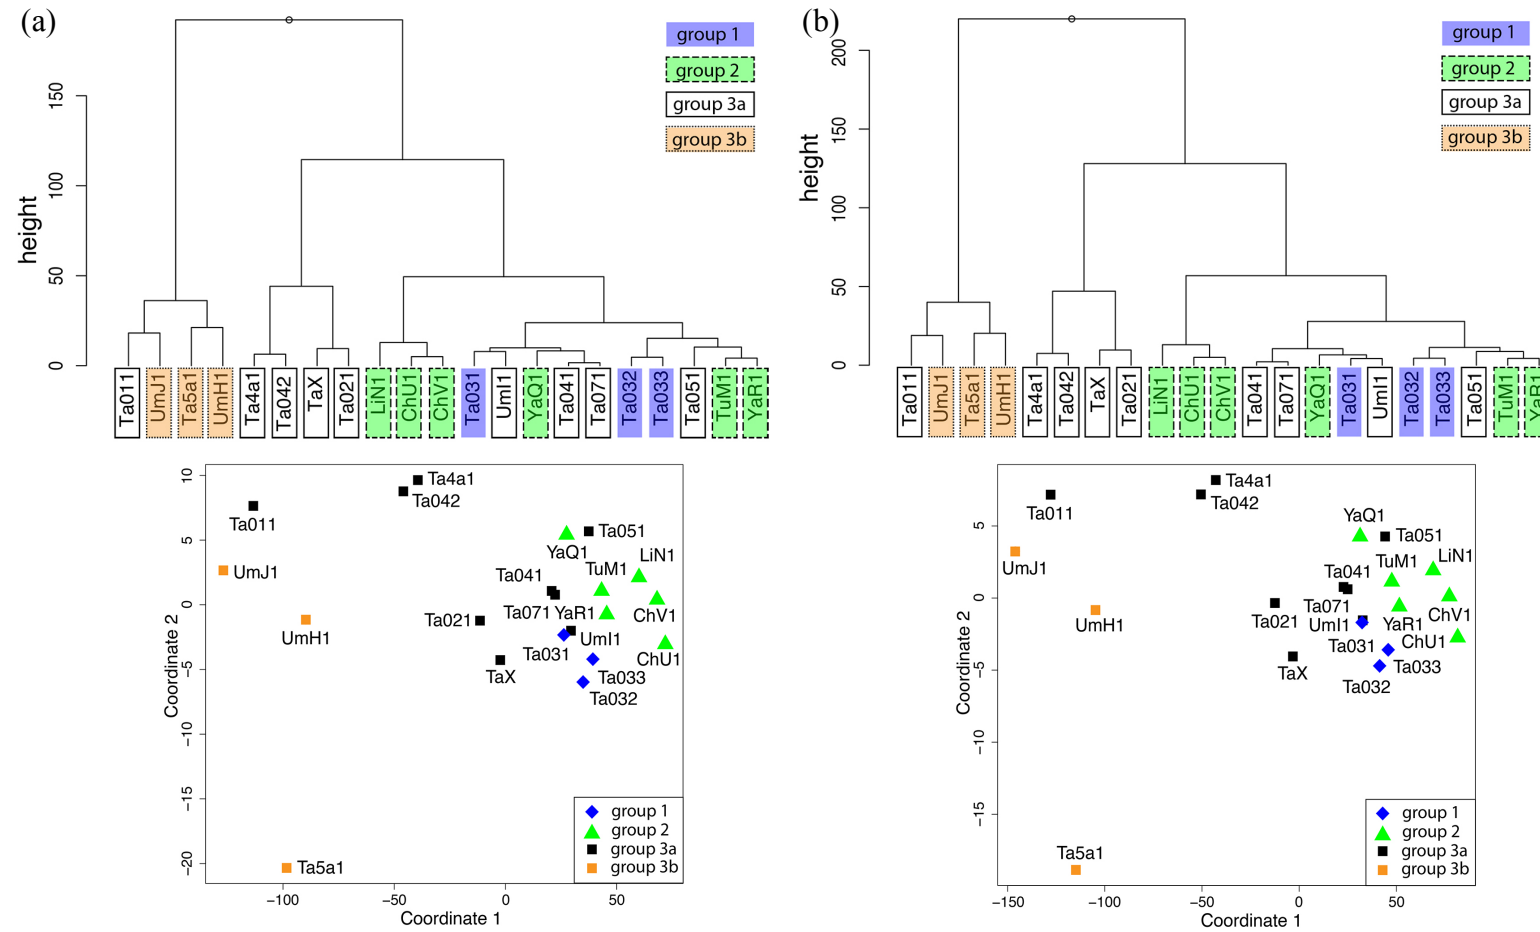 (a)
group 1
group 2
group 3a
group 3b
height
150
100
50
0
Ta011 UmJ1 Ta5a1 UmH1 Ta4a1 Ta042 TaX Ta021 LiN1 ChU1 ChV1 Ta031 UmI1 YaQ1 Ta041 Ta071 Ta032 Ta033 Ta051 TuM1 YaR1
10
5
0
−5
−10
−15
−20
Coordinate 2
Ta4a1
Ta042
Ta011
Ta051
YaQ1
LiN1
TuM1
UmJ1
Ta041
Ta071 YaR1
ChV1
Ta021
UmH1
UmI1
Ta031
ChU1
TaX
Ta033
Ta032
Ta5a1
group 1
group 2
group 3a
group 3b
−100 −50 0 50
Coordinate 1
(b)
group 1
group 2
group 3a
group 3b
height
200
150
100
50
0
Ta011 UmJ1 Ta5a1 UmH1 Ta4a1 Ta042 TaX Ta021 LiN1 ChU1 ChV1 Ta041 Ta071 YaQ1 Ta031 UmI1 Ta032 Ta033 Ta051 TuM1 YaR1
5
0
−5
−10
−15
Coordinate 2
Ta4a1
Ta042
Ta011
YaQ1
Ta051
LiN1
TuM1
UmJ1
Ta041
Ta071
ChV1
Ta021
UmI1
YaR1
UmH1
Ta031
ChU1
TaX
Ta033
Ta032
Ta5a1
group 1
group 2
group 3a
group 3b
−150 −100 −50 0 50
Coordinate 1